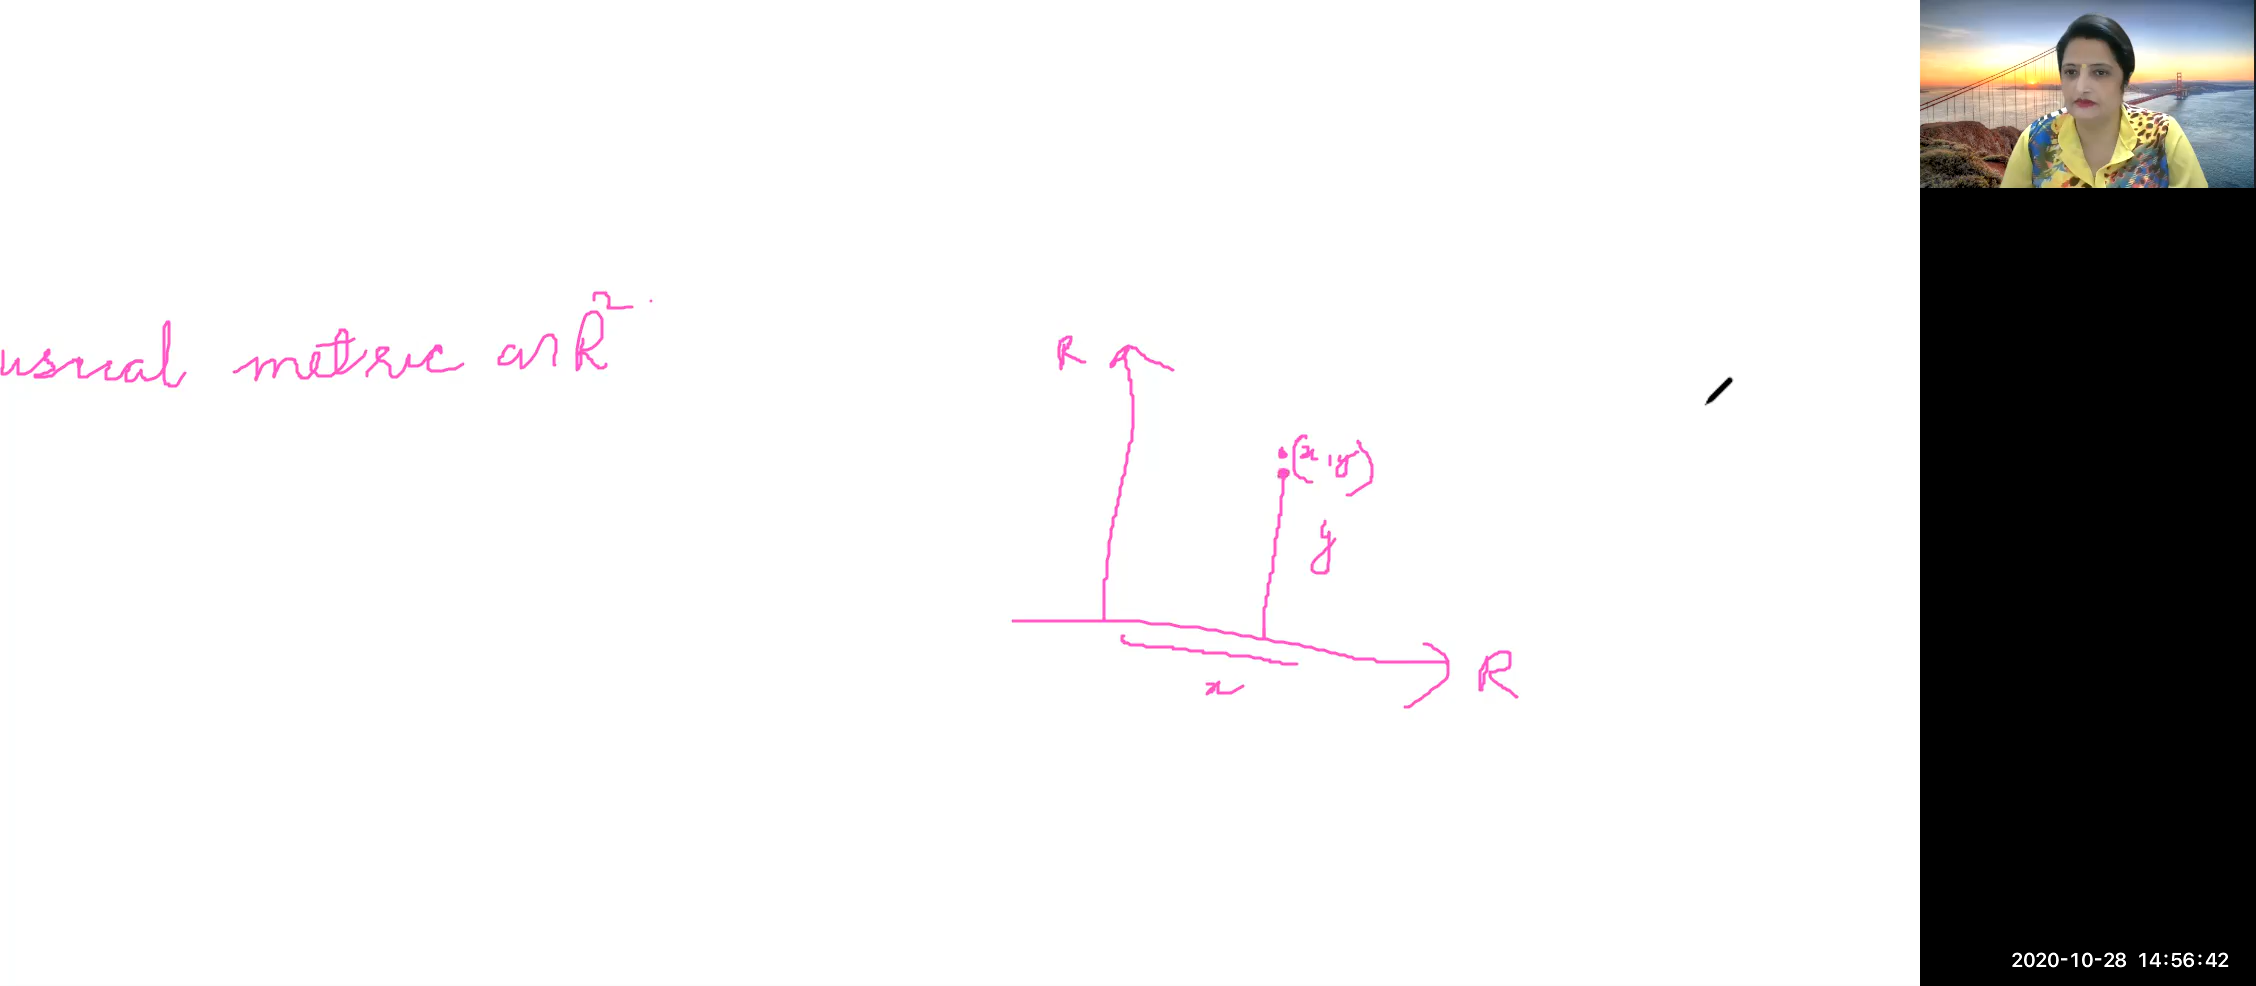 usual metric on R²
R
(x,y)
y
x
R
2020-10-28 14:56:42